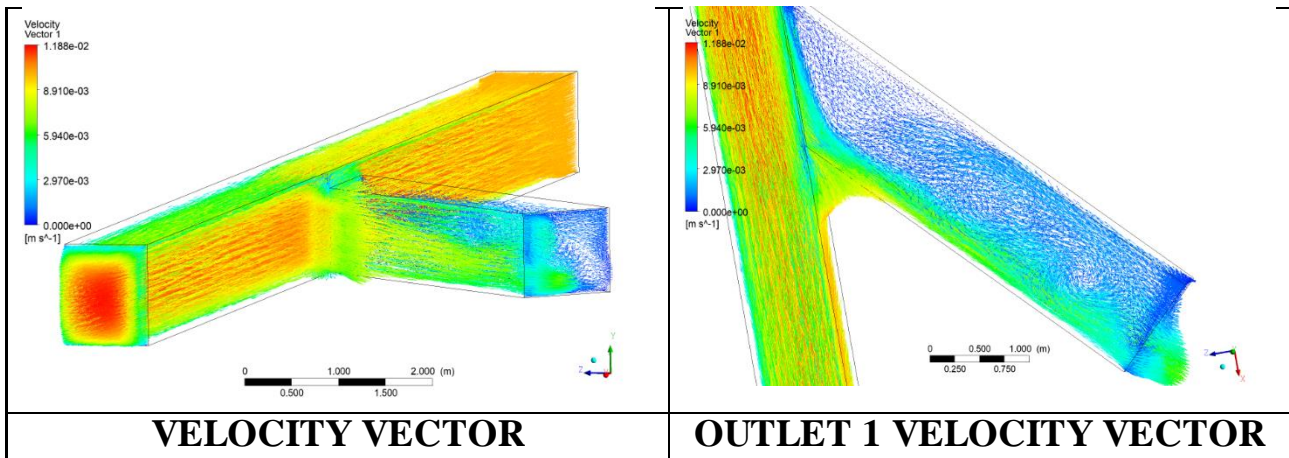 Velocity
Vector 1
1.188e-02
8.910e-03
5.940e-03
2.970e-03
0.000e+00
[m s^-1]
0 1.000 2.000 (m)
0.500 1.500
Y
Z
VELOCITY VECTOR
Velocity
Vector 1
1.188e-02
8.910e-03
5.940e-03
2.970e-03
0.000e+00
[m s^-1]
0 0.500 1.000 (m)
0.250 0.750
Z
X
OUTLET 1 VELOCITY VECTOR